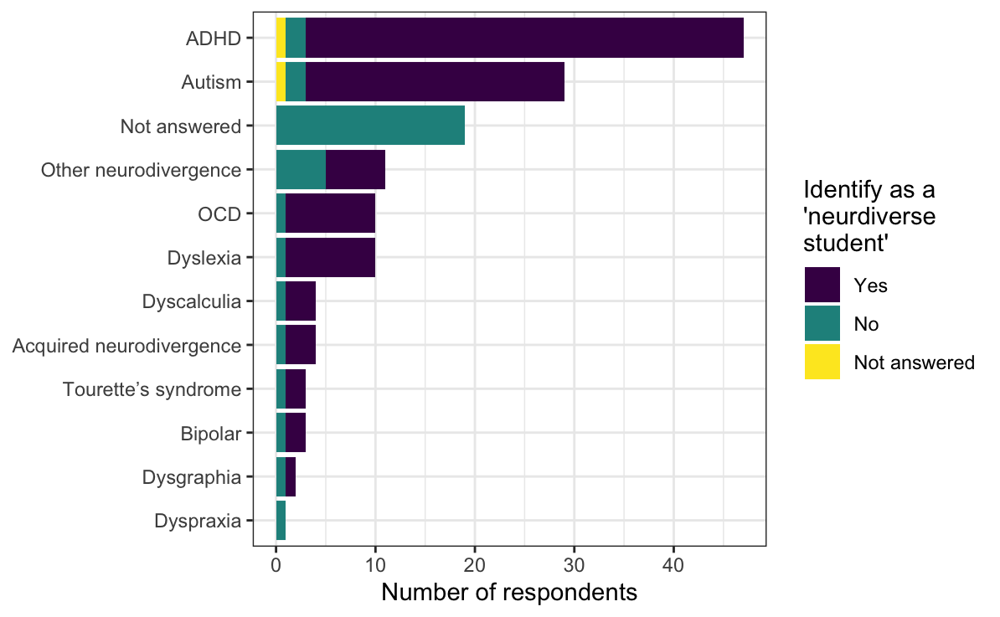 ADHD
Autism
Not answered
Other neurodivergence
OCD
Dyslexia
Dyscalculia
Acquired neurodivergence
Tourette’s syndrome
Bipolar
Dysgraphia
Dyspraxia
0 10 20 30 40
Number of respondents
Identify as a
'neurdiverse
student'
Yes
No
Not answered